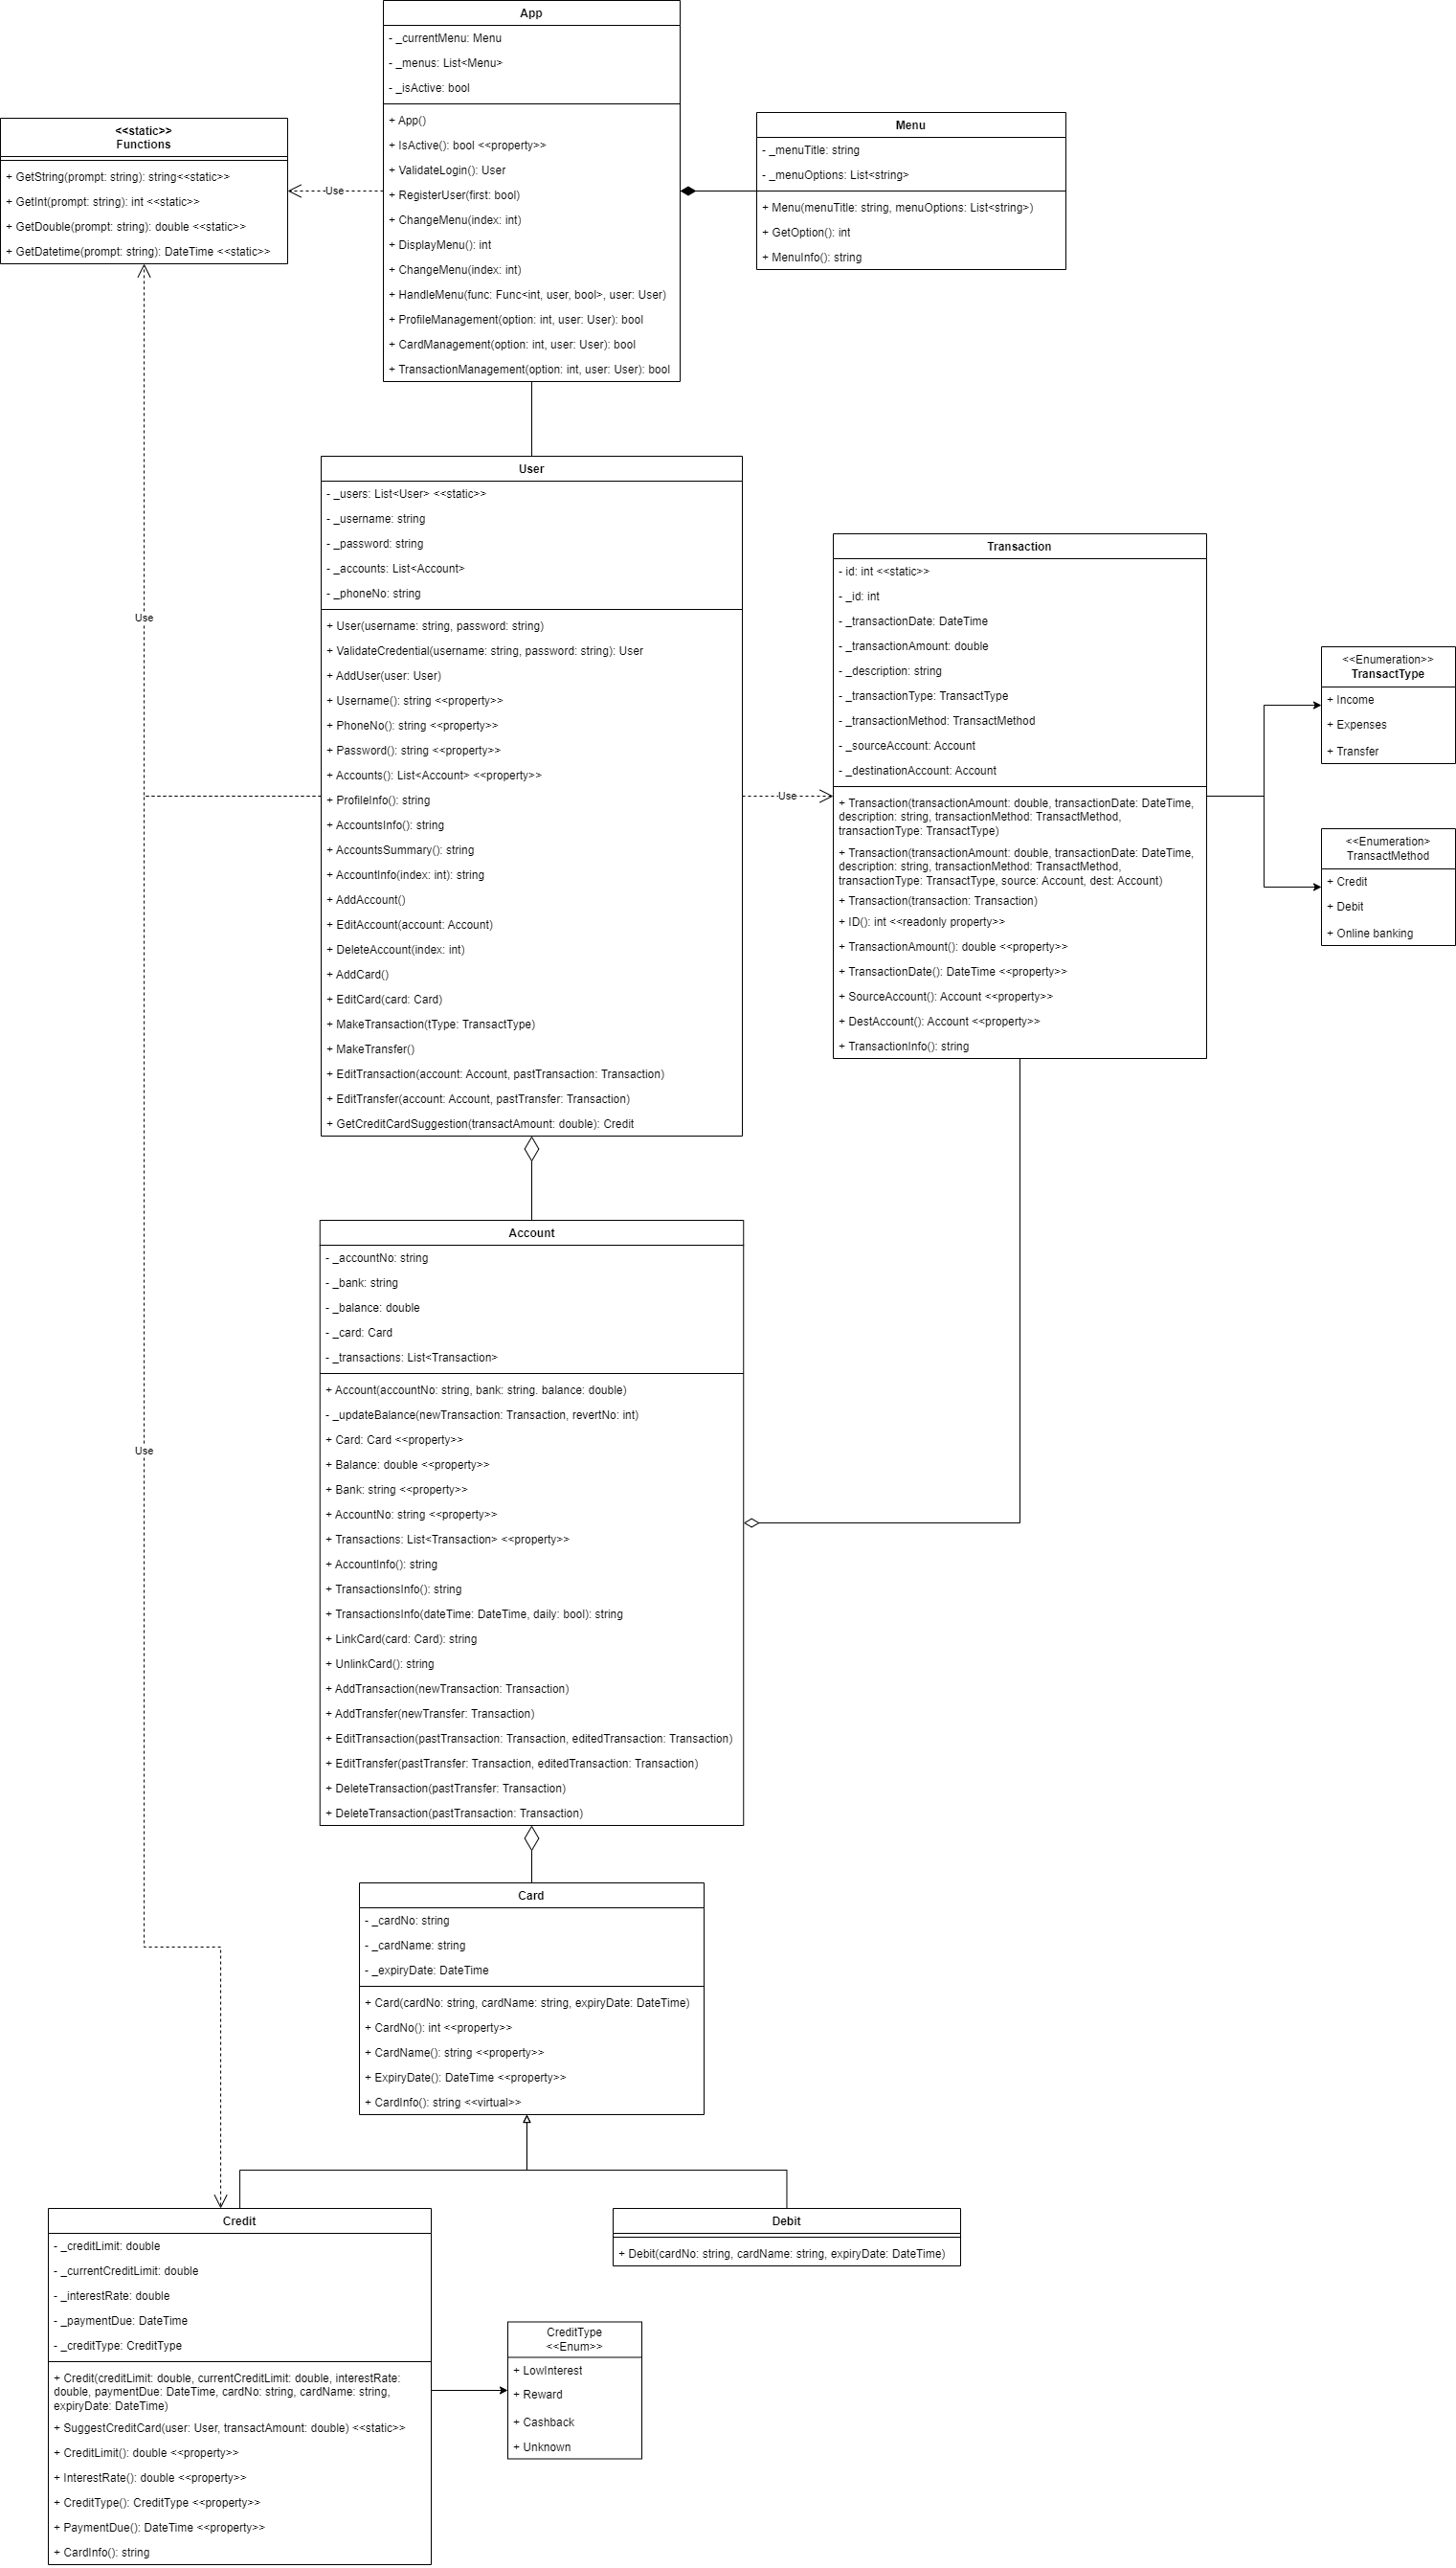 App
- _currentMenu: Menu
- _menus: List<Menu>
- _isActive: bool
+ App()
+ IsActive(): bool <<property>>
+ ValidateLogin(): User
+ RegisterUser(first: bool)
+ ChangeMenu(index: int)
+ DisplayMenu(): int
+ ChangeMenu(index: int)
+ HandleMenu(func: Func<int, user, bool>, user: User)
+ ProfileManagement(option: int, user: User): bool
+ CardManagement(option: int, user: User): bool
+ TransactionManagement(option: int, user: User): bool
<<static>>
Functions
+ GetString(prompt: string): string<<static>>
+ GetInt(prompt: string): int <<static>>
+ GetDouble(prompt: string): double <<static>>
+ GetDatetime(prompt: string): DateTime <<static>>
Use
Menu
- _menuTitle: string
- _menuOptions: List<string>
+ Menu(menuTitle: string, menuOptions: List<string>)
+ GetOption(): int
+ MenuInfo(): string
User
- _users: List<User> <<static>>
- _username: string
- _password: string
- _accounts: List<Account>
- _phoneNo: string
+ User(username: string, password: string)
+ ValidateCredential(username: string, password: string): User
+ AddUser(user: User)
+ Username(): string <<property>>
+ PhoneNo(): string <<property>>
+ Password(): string <<property>>
+ Accounts(): List<Account> <<property>>
+ ProfileInfo(): string
+ AccountsInfo(): string
+ AccountsSummary(): string
+ AccountInfo(index: int): string
+ AddAccount()
+ EditAccount(account: Account)
+ DeleteAccount(index: int)
+ AddCard()
+ EditCard(card: Card)
+ MakeTransaction(tType: TransactType)
+ MakeTransfer()
+ EditTransaction(account: Account, pastTransaction: Transaction)
+ EditTransfer(account: Account, pastTransfer: Transaction)
+ GetCreditCardSuggestion(transactAmount: double): Credit
Use
Use
Transaction
- id: int <<static>>
- _id: int
- _transactionDate: DateTime
- _transactionAmount: double
- _description: string
- _transactionType: TransactType
- _transactionMethod: TransactMethod
- _sourceAccount: Account
- _destinationAccount: Account
+ Transaction(transactionAmount: double, transactionDate: DateTime,
description: string, transactionMethod: TransactMethod,
transactionType: TransactType)
+ Transaction(transactionAmount: double, transactionDate: DateTime,
description: string, transactionMethod: TransactMethod,
transactionType: TransactType, source: Account, dest: Account)
+ Transaction(transaction: Transaction)
+ ID(): int <<readonly property>>
+ TransactionAmount(): double <<property>>
+ TransactionDate(): DateTime <<property>>
+ SourceAccount(): Account <<property>>
+ DestAccount(): Account <<property>>
+ TransactionInfo(): string
<<Enumeration>>
TransactType
+ Income
+ Expenses
+ Transfer
<<Enumeration>
TransactMethod
+ Credit
+ Debit
+ Online banking
Account
- _accountNo: string
- _bank: string
- _balance: double
- _card: Card
- _transactions: List<Transaction>
+ Account(accountNo: string, bank: string. balance: double)
- _updateBalance(newTransaction: Transaction, revertNo: int)
+ Card: Card <<property>>
+ Balance: double <<property>>
+ Bank: string <<property>>
+ AccountNo: string <<property>>
+ Transactions: List<Transaction> <<property>>
+ AccountInfo(): string
+ TransactionsInfo(): string
+ TransactionsInfo(dateTime: DateTime, daily: bool): string
+ LinkCard(card: Card): string
+ UnlinkCard(): string
+ AddTransaction(newTransaction: Transaction)
+ AddTransfer(newTransfer: Transaction)
+ EditTransaction(pastTransaction: Transaction, editedTransaction: Transaction)
+ EditTransfer(pastTransfer: Transaction, editedTransaction: Transaction)
+ DeleteTransaction(pastTransfer: Transaction)
+ DeleteTransaction(pastTransaction: Transaction)
Use
Card
- _cardNo: string
- _cardName: string
- _expiryDate: DateTime
+ Card(cardNo: string, cardName: string, expiryDate: DateTime)
+ CardNo(): int <<property>>
+ CardName(): string <<property>>
+ ExpiryDate(): DateTime <<property>>
+ CardInfo(): string <<virtual>>
Credit
- _creditLimit: double
- _currentCreditLimit: double
- _interestRate: double
- _paymentDue: DateTime
- _creditType: CreditType
+ Credit(creditLimit: double, currentCreditLimit: double, interestRate:
double, paymentDue: DateTime, cardNo: string, cardName: string,
expiryDate: DateTime)
+ SuggestCreditCard(user: User, transactAmount: double) <<static>>
+ CreditLimit(): double <<property>>
+ InterestRate(): double <<property>>
+ CreditType(): CreditType <<property>>
+ PaymentDue(): DateTime <<property>>
+ CardInfo(): string
Debit
+ Debit(cardNo: string, cardName: string, expiryDate: DateTime)
CreditType
<<Enum>>
+ LowInterest
+ Reward
+ Cashback
+ Unknown